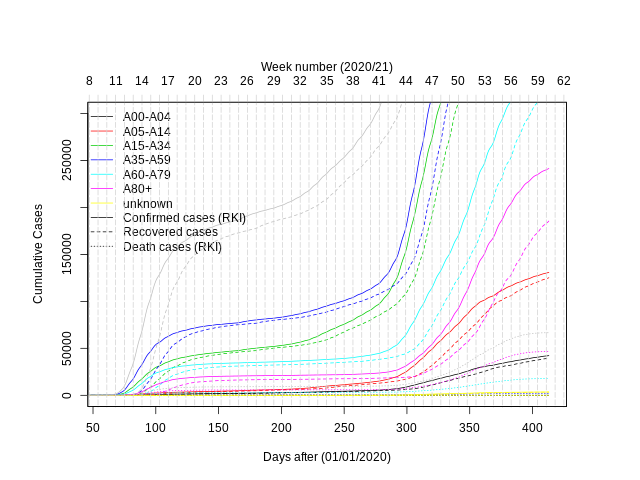 Week number (2020/21)
8 11 14 17 20 23 26 29 32 35 38 41 44 47 50 53 56 59 62
A00-A04
A05-A14
A15-A34
A35-A59
A60-A79
A80+
unknown
Confirmed cases (RKI)
Recovered cases
Death cases (RKI)
Cumulative Cases
250000
150000
50000
0
50 100 150 200 250 300 350 400
Days after (01/01/2020)